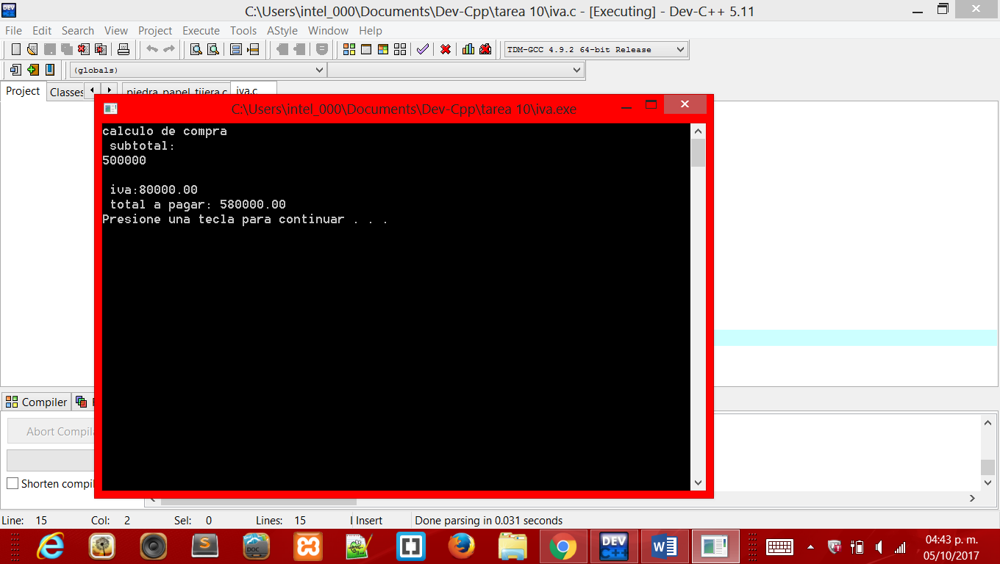 C:\Users\intel_000\Documents\Dev-Cpp\tarea 10\iva.c - [Executing] - Dev-C++ 5.11
File Edit Search View Project Execute Tools AStyle Window Help
TDM-GCC 4.9.2 64-bit Release
(globals)
Project Classes piedra_papel_tijera.c iva.c
C:\Users\intel_000\Documents\Dev-Cpp\tarea 10\iva.exe
calculo de compra
subtotal:
500000
iva:80000.00
total a pagar: 580000.00
Presione una tecla para continuar . . .
Compiler
Abort Compila
Shorten compil
Line: 15 Col: 2 Sel: 0 Lines: 15 Insert Done parsing in 0.031 seconds
DEV C++
04:43 p. m.
05/10/2017